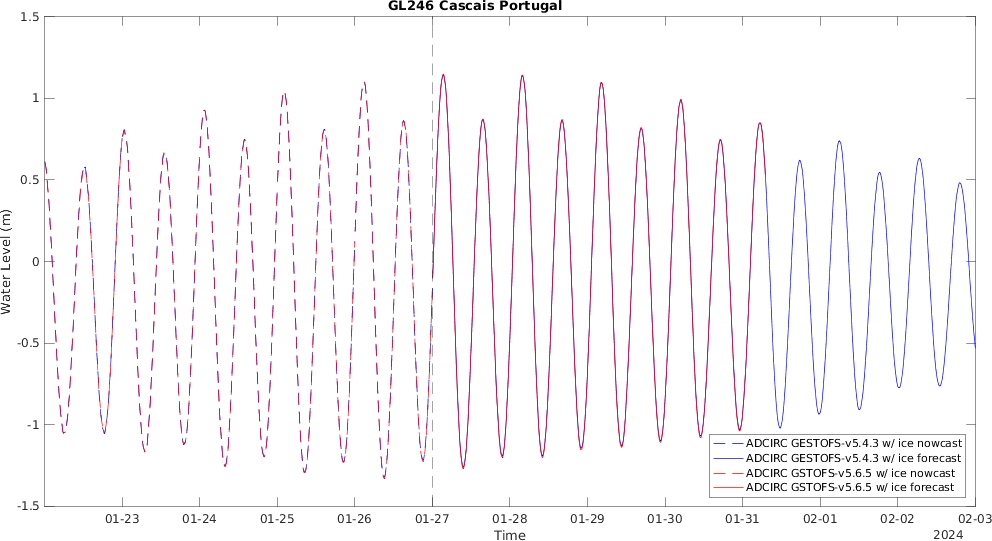 GL246 Cascais Portugal
1.5
1
0.5
0
-0.5
-1
-1.5
Water Level (m)
ADCIRC GESTOFS-v5.4.3 w/ ice nowcast
ADCIRC GESTOFS-v5.4.3 w/ ice forecast
ADCIRC GSTOFS-v5.6.5 w/ ice nowcast
ADCIRC GSTOFS-v5.6.5 w/ ice forecast
01-23 01-24 01-25 01-26 01-27 01-28 01-29 01-30 01-31 02-01 02-02 02-03
Time
2024